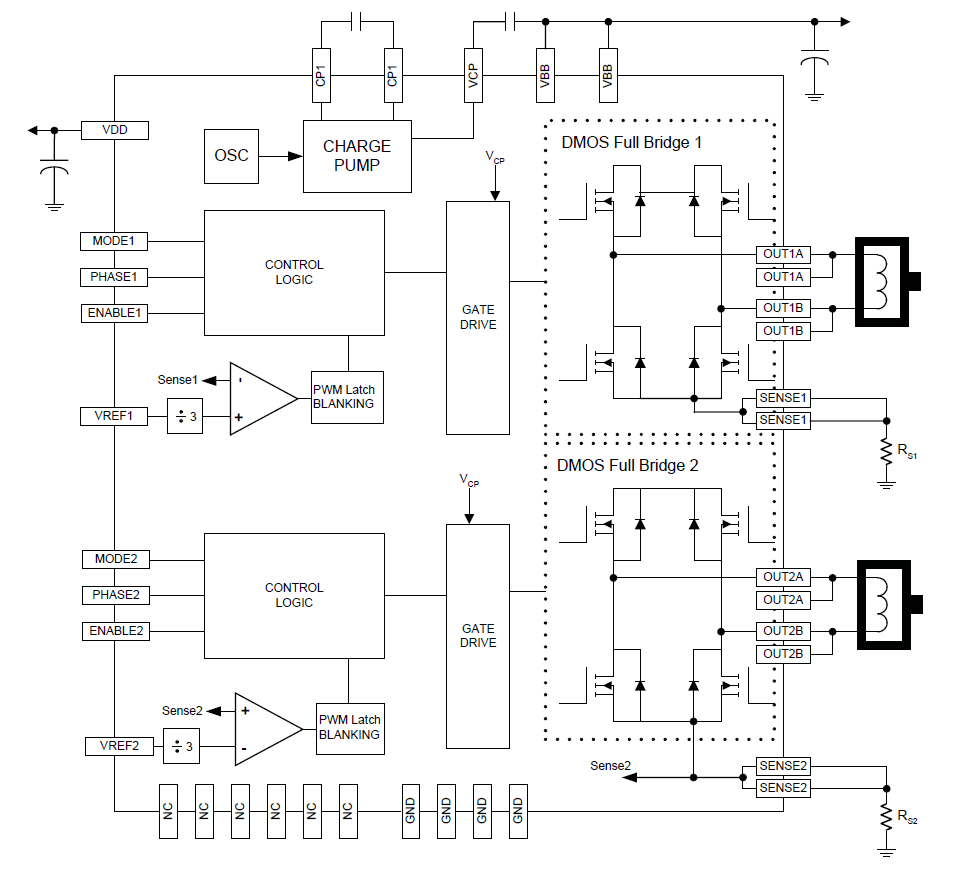 CP1
CP1
VCP
VBB
VBB
VDD
OSC
CHARGE
PUMP
DMOS Full Bridge 1
VCP
MODE1
PHASE1
ENABLE1
CONTROL
LOGIC
GATE
DRIVE
OUT1A
OUT1A
OUT1B
OUT1B
Sense1
-
+
PWM Latch
BLANKING
VREF1
÷ 3
SENSE1
SENSE1
RS1
DMOS Full Bridge 2
VCP
MODE2
PHASE2
ENABLE2
CONTROL
LOGIC
GATE
DRIVE
OUT2A
OUT2A
OUT2B
OUT2B
Sense2
+
-
PWM Latch
BLANKING
VREF2
÷ 3
Sense2
SENSE2
SENSE2
RS2
NC
NC
NC
NC
NC
NC
GND
GND
GND
GND